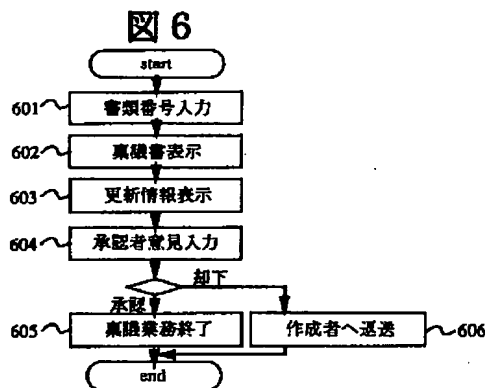 図 6
start
601 書類番号入力
602 稟議書表示
603 更新情報表示
604 承認者意見入力
却下
承認
605 稟議業務終了
作成者へ返送 606
end